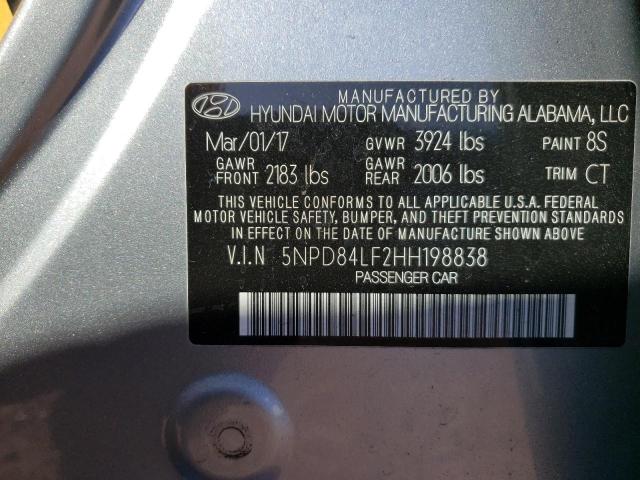 MANUFACTURED BY
HYUNDAI MOTOR MANUFACTURING ALABAMA, LLC
Mar/01/17 GVWR 3924 lbs PAINT 8S
GAWR FRONT 2183 lbs GAWR REAR 2006 lbs TRIM CT
THIS VEHICLE CONFORMS TO ALL APPLICABLE U.S.A. FEDERAL
MOTOR VEHICLE SAFETY, BUMPER, AND THEFT PREVENTION STANDARDS
IN EFFECT ON THE DATE OF MANUFACTURE SHOWN ABOVE.
V.I.N 5NPD84LF2HH198838
PASSENGER CAR